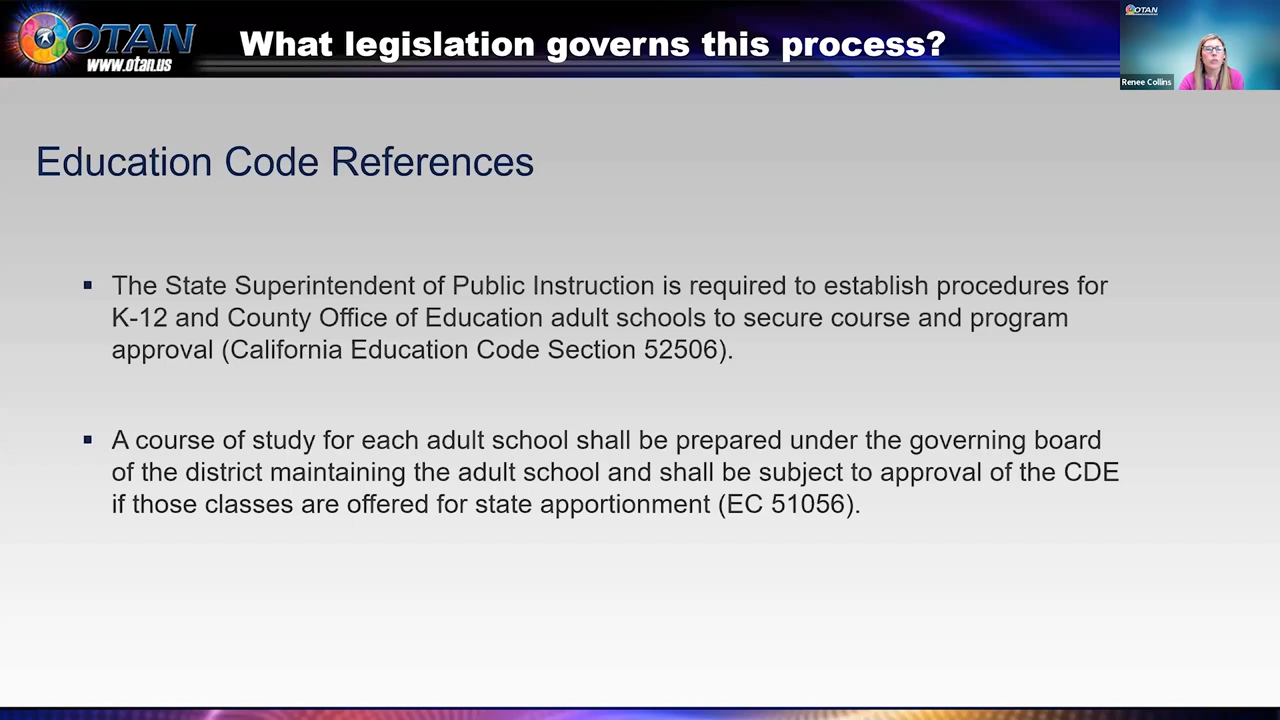 OTAN
www.otan.us
What legislation governs this process?
OTAN
Renee Collins
Education Code References
▪ The State Superintendent of Public Instruction is required to establish procedures for
K-12 and County Office of Education adult schools to secure course and program
approval (California Education Code Section 52506).
▪ A course of study for each adult school shall be prepared under the governing board
of the district maintaining the adult school and shall be subject to approval of the CDE
if those classes are offered for state apportionment (EC 51056).